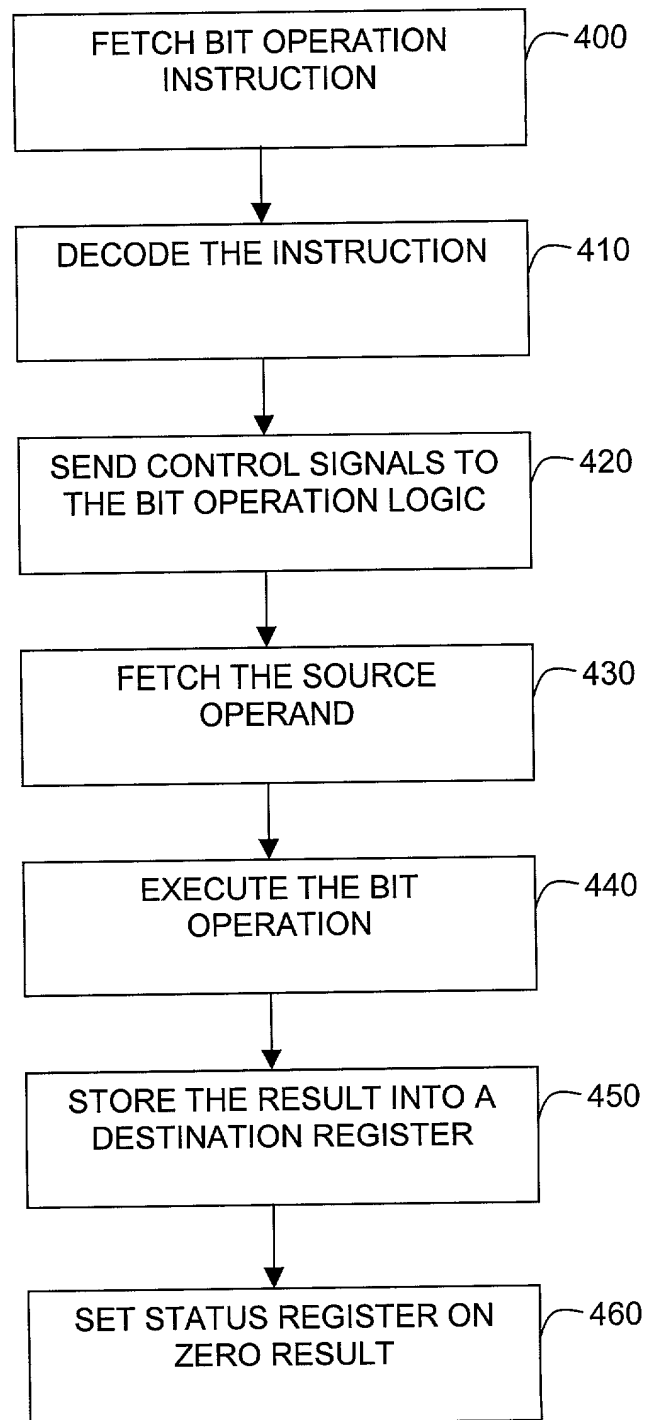 FETCH BIT OPERATION
INSTRUCTION
400
DECODE THE INSTRUCTION
410
SEND CONTROL SIGNALS TO
THE BIT OPERATION LOGIC
420
FETCH THE SOURCE
OPERAND
430
EXECUTE THE BIT
OPERATION
440
STORE THE RESULT INTO A
DESTINATION REGISTER
450
SET STATUS REGISTER ON
ZERO RESULT
460